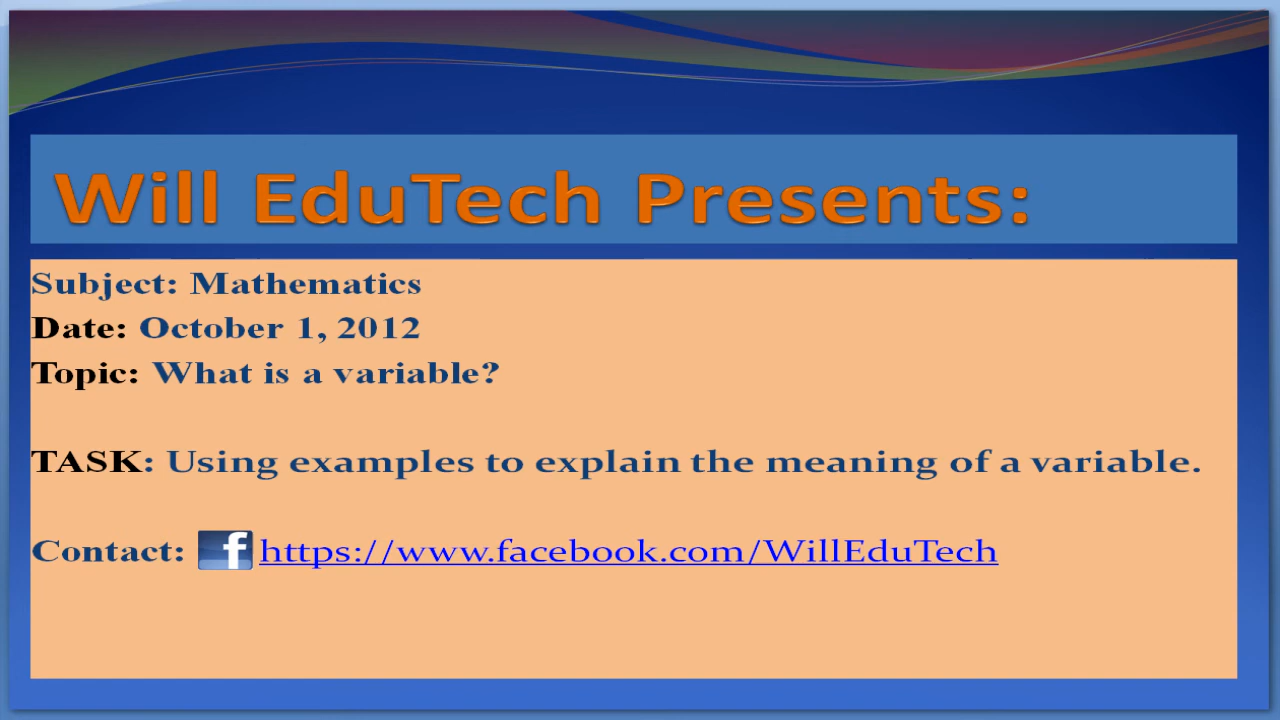 Will EduTech Presents:
Subject: Mathematics
Date: October 1, 2012
Topic: What is a variable?
TASK: Using examples to explain the meaning of a variable.
Contact: f https://www.facebook.com/WillEduTech